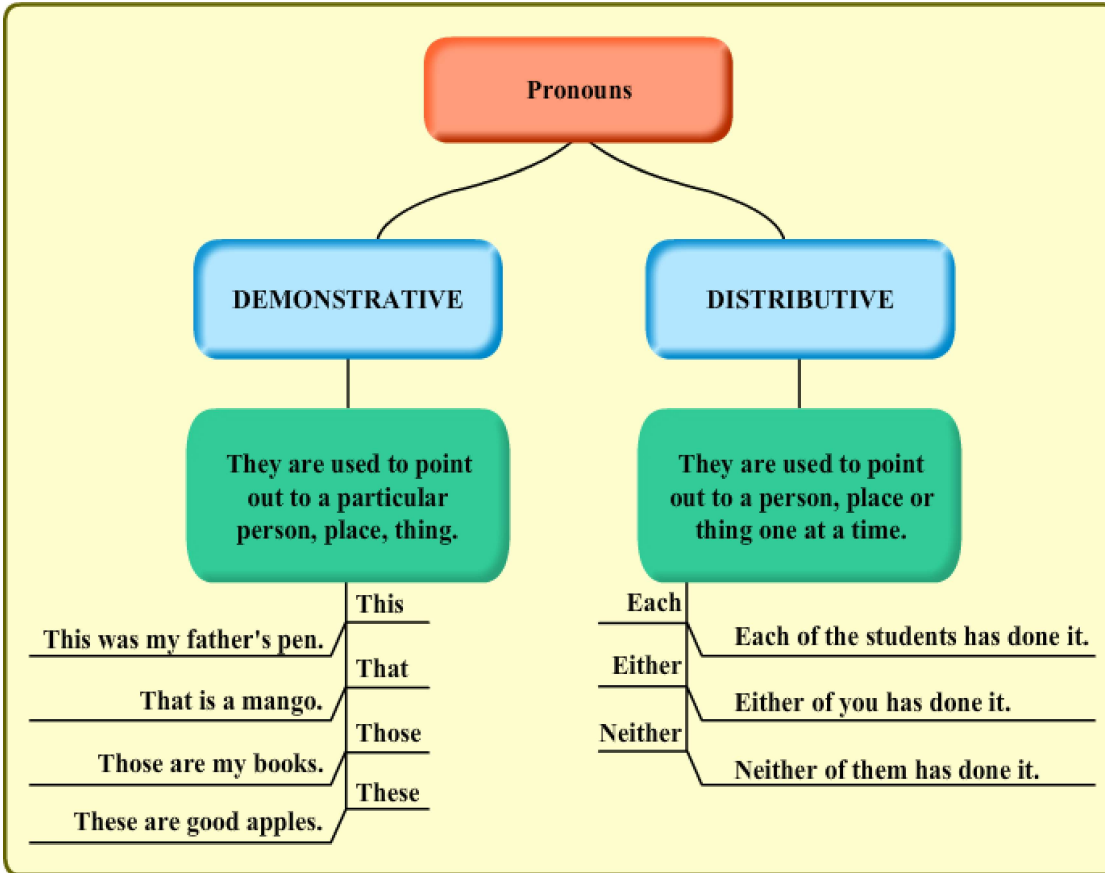 Pronouns
DEMONSTRATIVE
They are used to point
out to a particular
person, place, thing.
This
This was my father's pen.
That
That is a mango.
Those
Those are my books.
These
These are good apples.
DISTRIBUTIVE
They are used to point
out to a person, place or
thing one at a time.
Each
Each of the students has done it.
Either
Either of you has done it.
Neither
Neither of them has done it.